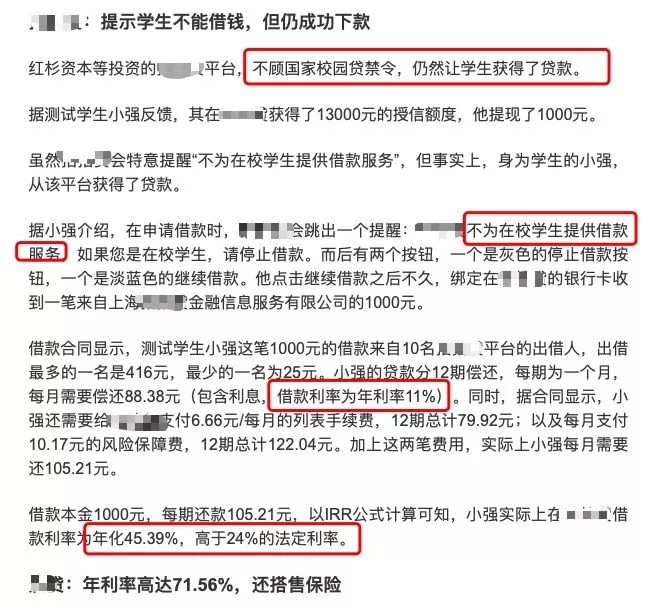 ：提示学生不能借钱，但仍成功下款
红杉资本等投资的 平台，不顾国家校园贷禁令，仍然让学生获得了贷款。
据测试学生小强反馈，其在 获得了13000元的授信额度，他提现了1000元。
虽然 会特意提醒“不为在校学生提供借款服务”，但事实上，身为学生的小强，
从该平台获得了贷款。
据小强介绍，在申请借款时， 会跳出一个提醒： 不为在校学生提供借款
服务。如果您是在校学生，请停止借款。而后有两个按钮，一个是灰色的停止借款按
钮，一个是淡蓝色的继续借款。他点击继续借款之后不久，绑定在 的银行卡收
到一笔来自上海 金融信息服务有限公司的1000元。
借款合同显示，测试学生小强这笔1000元的借款来自10名 平台的出借人，出借
最多的一名是416元，最少的一名为25元。小强的贷款分12期偿还，每期为一个月，
每月需要偿还88.38元（包含利息，借款利率为年利率11%）。同时，据合同显示，小
强还需要给 支付6.66元/每月的列表手续费，12期总计79.92元；以及每月支付
10.17元的风险保障费，12期总计122.04元。加上这两笔费用，实际上小强每月需要
还105.21元。
借款本金1000元，每期还款105.21元，以IRR公式计算可知，小强实际上在 借
款利率为年化45.39%，高于24%的法定利率。
贷：年利率高达71.56%，还搭售保险